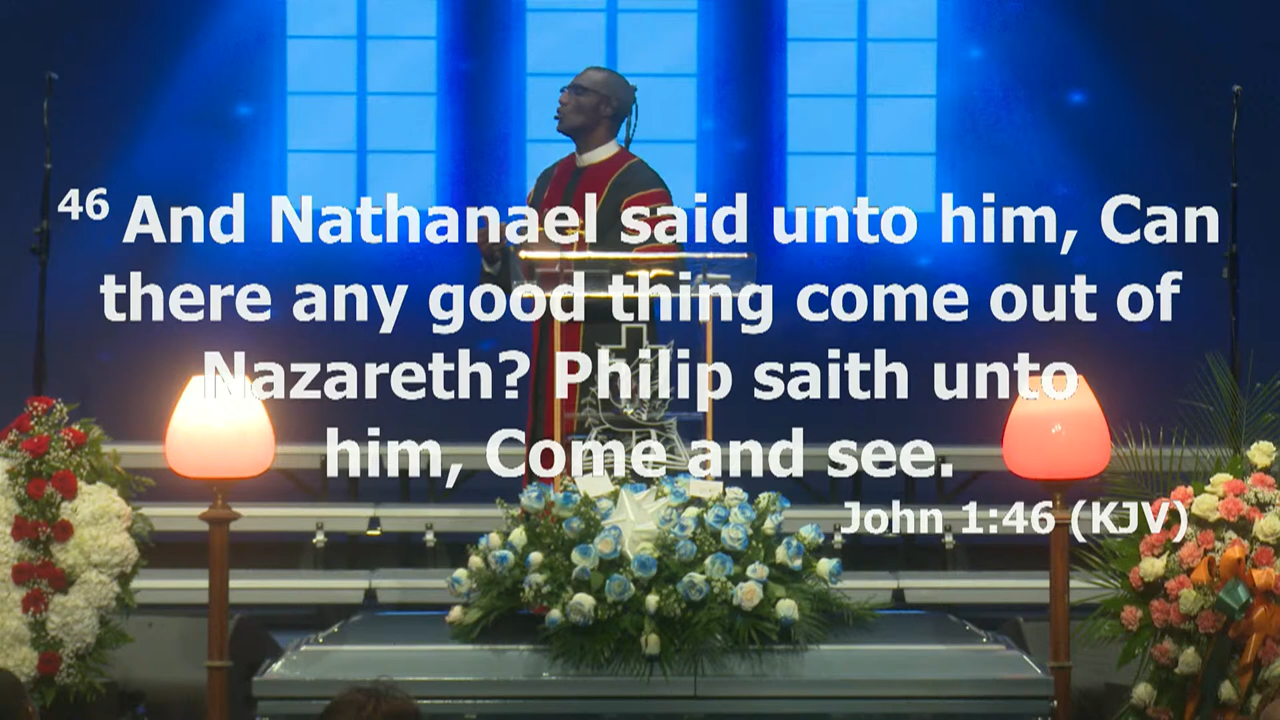 46 And Nathanael said unto him, Can
there any good thing come out of
Nazareth? Philip saith unto
him, Come and see.
John 1:46 (KJV)